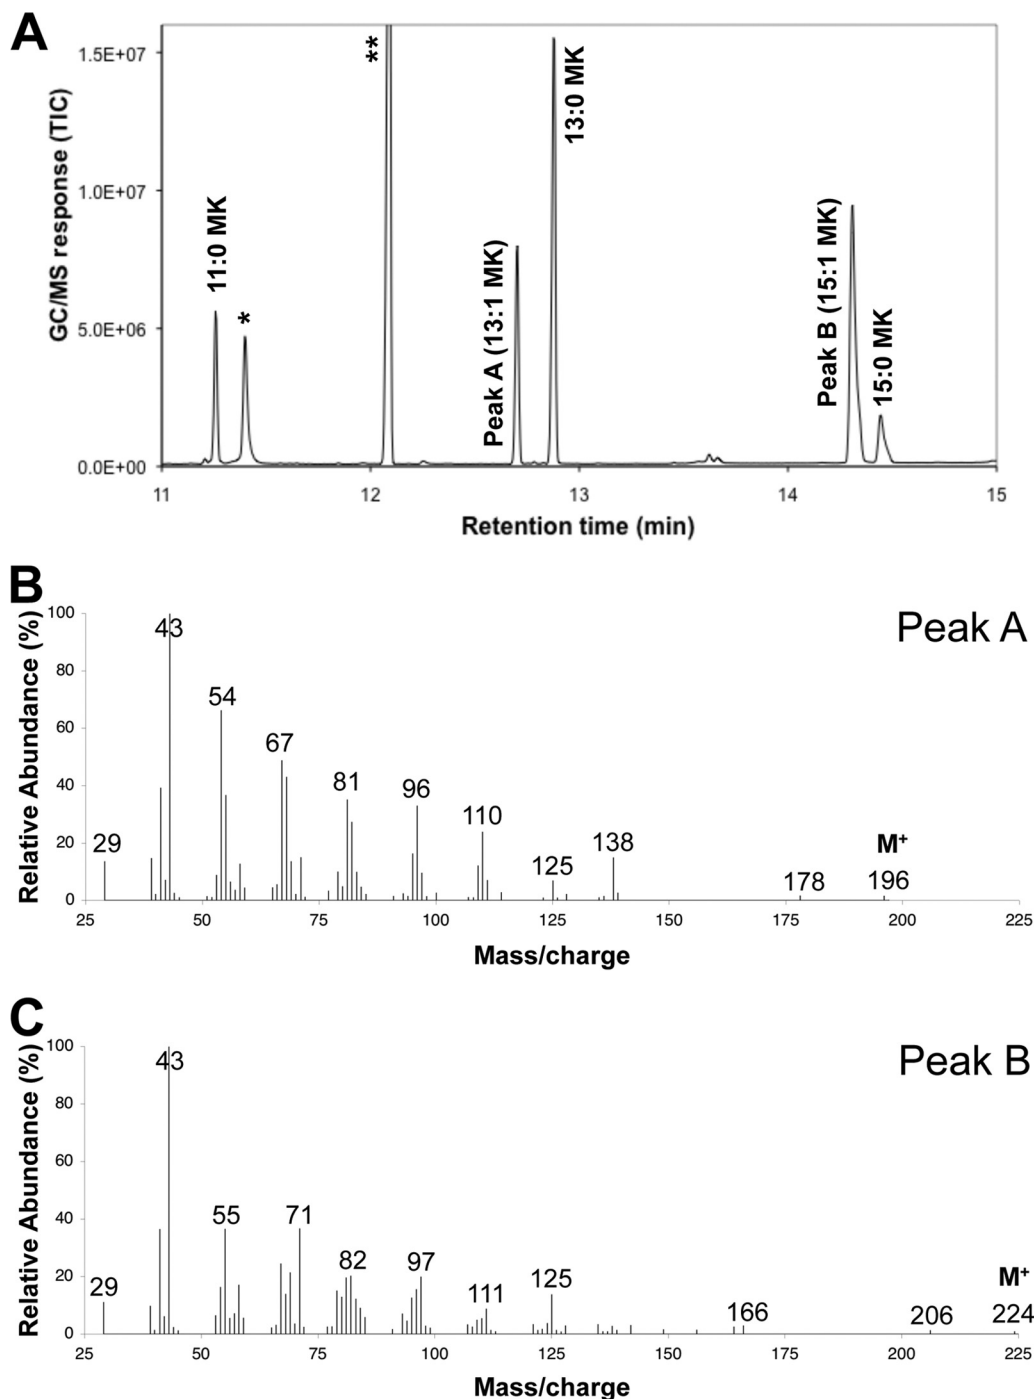 A
GC/MS response (TIC)
1.5E+07
1.0E+07
5.0E+06
0.0E+00
11:0 MK
*
**
Peak A (13:1 MK)
13:0 MK
Peak B (15:1 MK)
15:0 MK
11
12
13
14
15
Retention time (min)
B
Peak A
Relative Abundance (%)
100
80
60
40
20
0
29
43
54
67
81
96
110
125
138
178
196
M+
25
50
75
100
125
150
175
200
225
Mass/charge
C
Peak B
Relative Abundance (%)
100
80
60
40
20
0
29
43
55
71
82
97
111
125
166
206
224
M+
25
50
75
100
125
150
175
200
225
Mass/charge